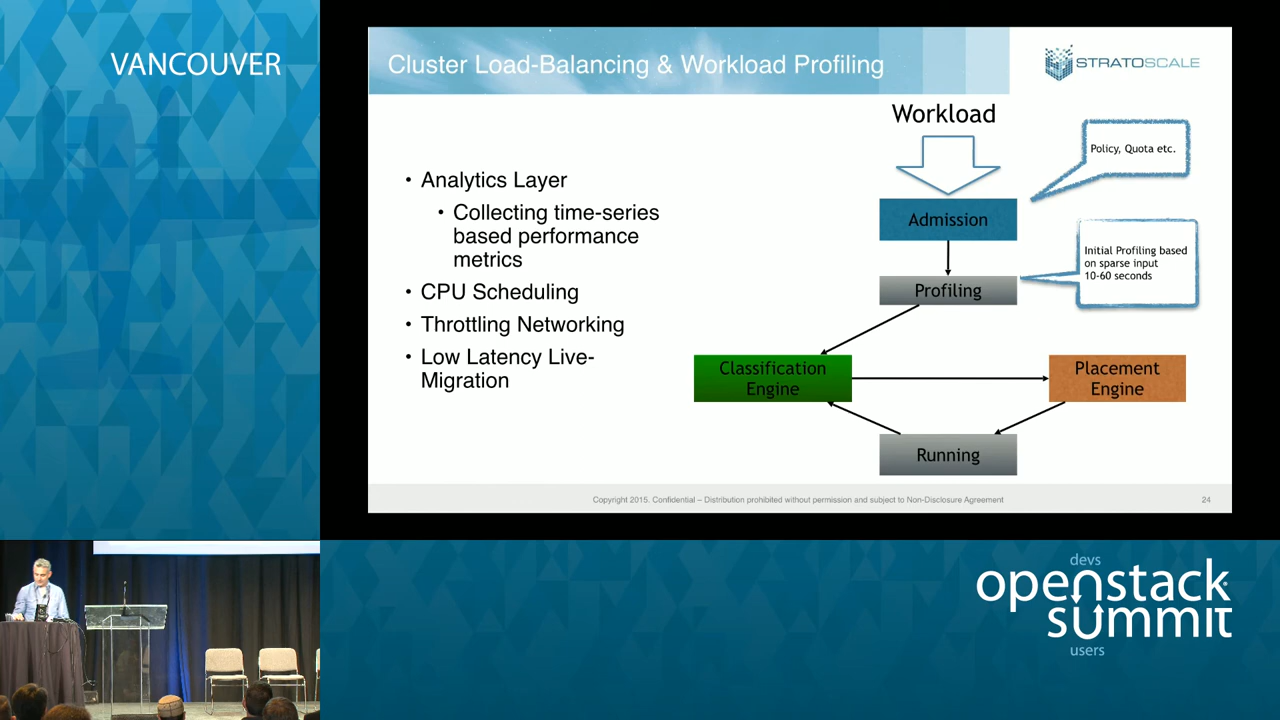 VANCOUVER
Cluster Load-Balancing & Workload Profiling
STRATOSCALE
• Analytics Layer
• Collecting time-series
based performance
metrics
• CPU Scheduling
• Throttling Networking
• Low Latency Live-
Migration
Workload
Policy, Quota etc.
Admission
Initial Profiling based
on sparse input
10-60 seconds
Profiling
Classification
Engine
Placement
Engine
Running
Copyright 2015. Confidential – Distribution prohibited without permission and subject to Non-Disclosure Agreement
24
devs
openstack
summit
users